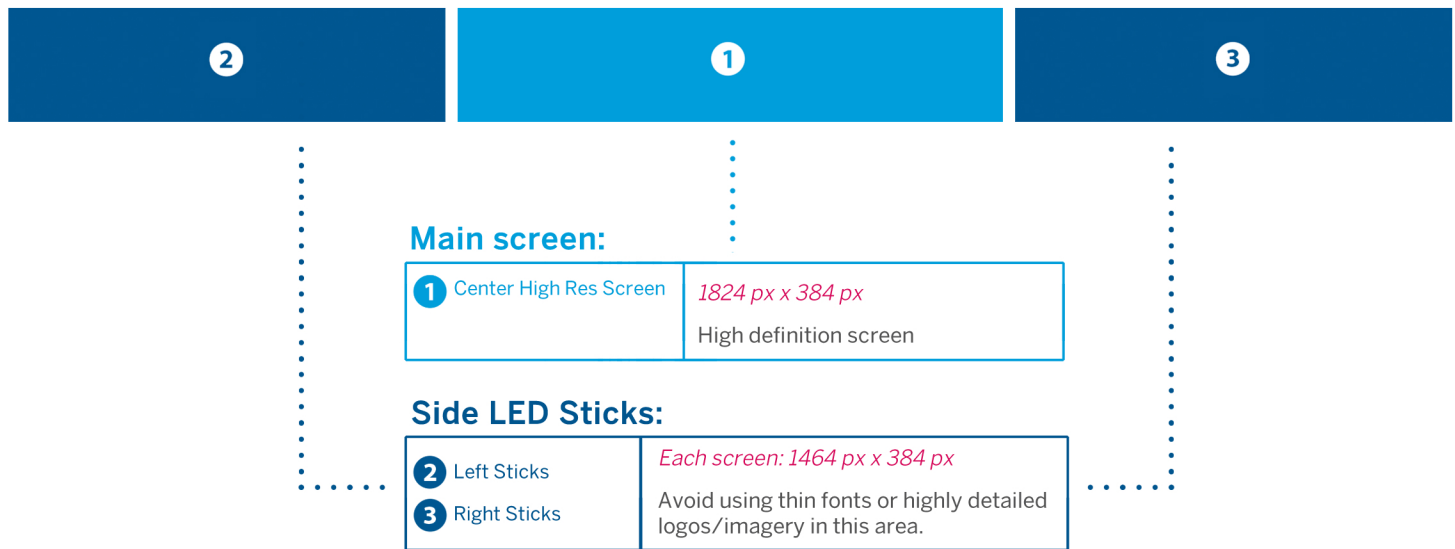 2
1
3
Main screen:
1 Center High Res Screen
1824 px x 384 px
High definition screen
Side LED Sticks:
2 Left Sticks
3 Right Sticks
Each screen: 1464 px x 384 px
Avoid using thin fonts or highly detailed
logos/imagery in this area.